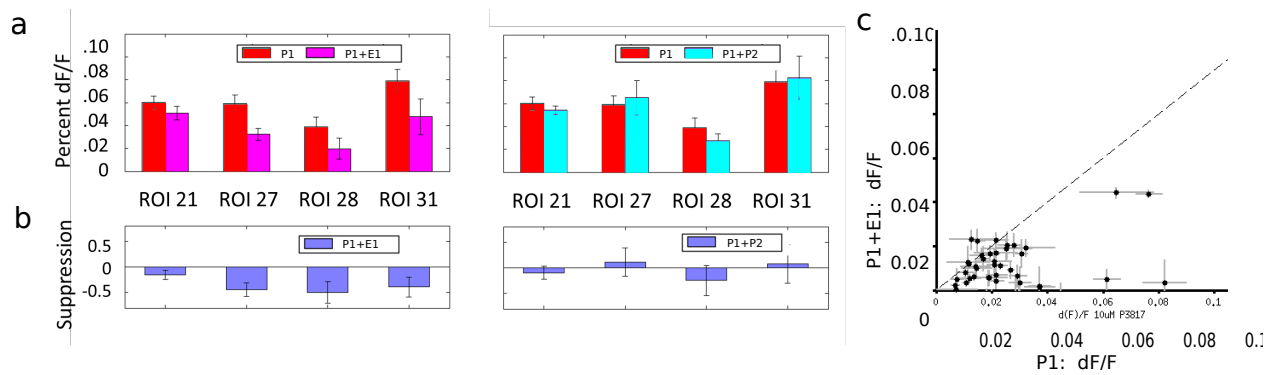 a
Percent dF/F
.10
.08
.06
.04
.02
0
P1 P1+E1
ROI 21 ROI 27 ROI 28 ROI 31
P1 P1+P2
ROI 21 ROI 27 ROI 28 ROI 31
b
Suppression
0.5
0
-0.5
P1+E1
P1+P2
c
P1+E1: dF/F
.10
0.08
0.06
0.04
0.02
0
0 0.02 0.04 0.06 0.08 0.1
d(F)/F 10uM P3817
0.02 0.04 0.06 0.08 0.1
P1: dF/F